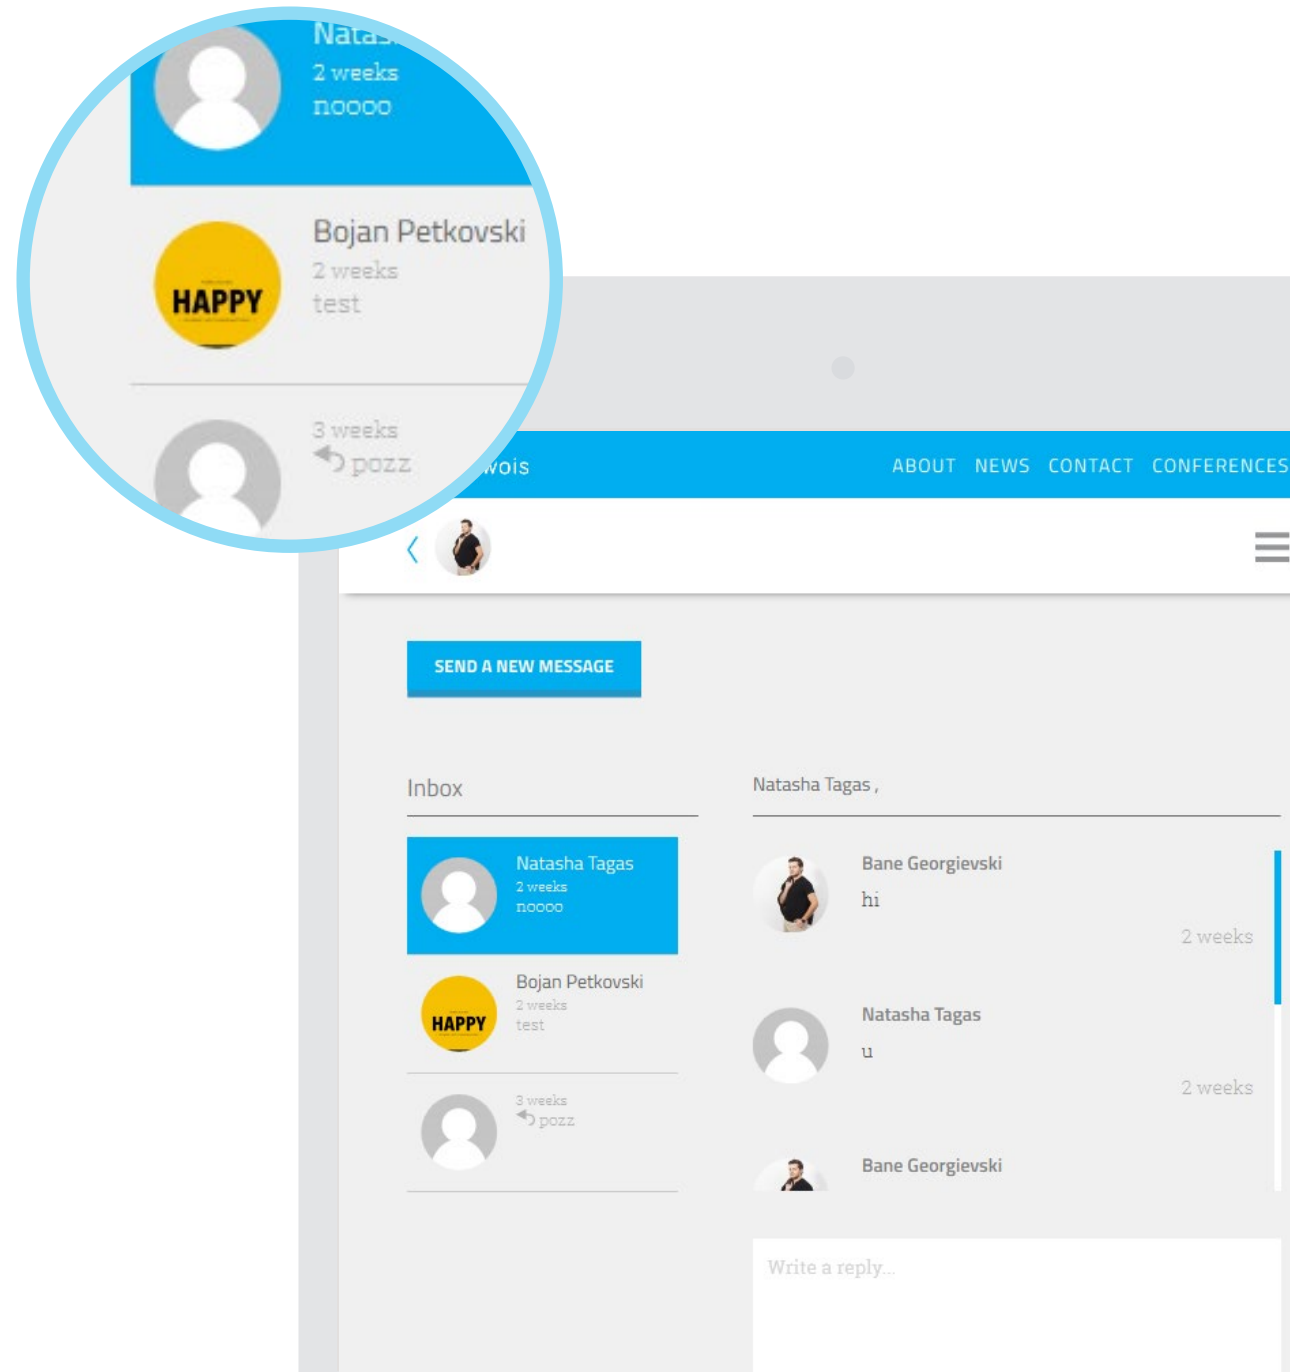 2 weeks
noooo
Bojan Petkovski
2 weeks
test
HAPPY
3 weeks
pozz
ABOUT NEWS CONTACT CONFERENCES
SEND A NEW MESSAGE
Inbox
Natasha Tagas
2 weeks
noooo
Bojan Petkovski
2 weeks
test
HAPPY
3 weeks
pozz
Natasha Tagas ,
Bane Georgievski
hi
2 weeks
Natasha Tagas
u
2 weeks
Bane Georgievski
Write a reply...